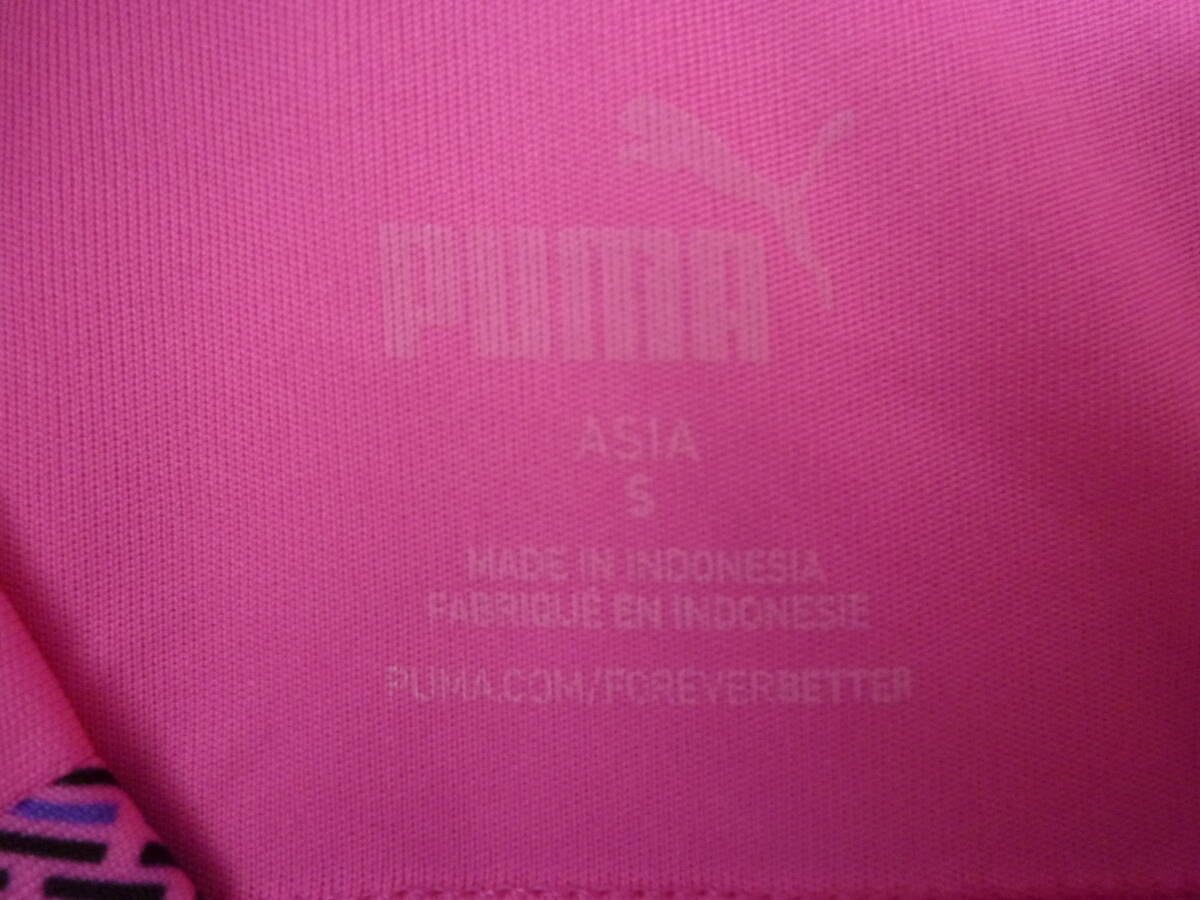 PUMA
ASIA
S
MADE IN INDONESIA
FABRIQUÉ EN INDONESIE
PUMA.COM/FOREVERBETTER